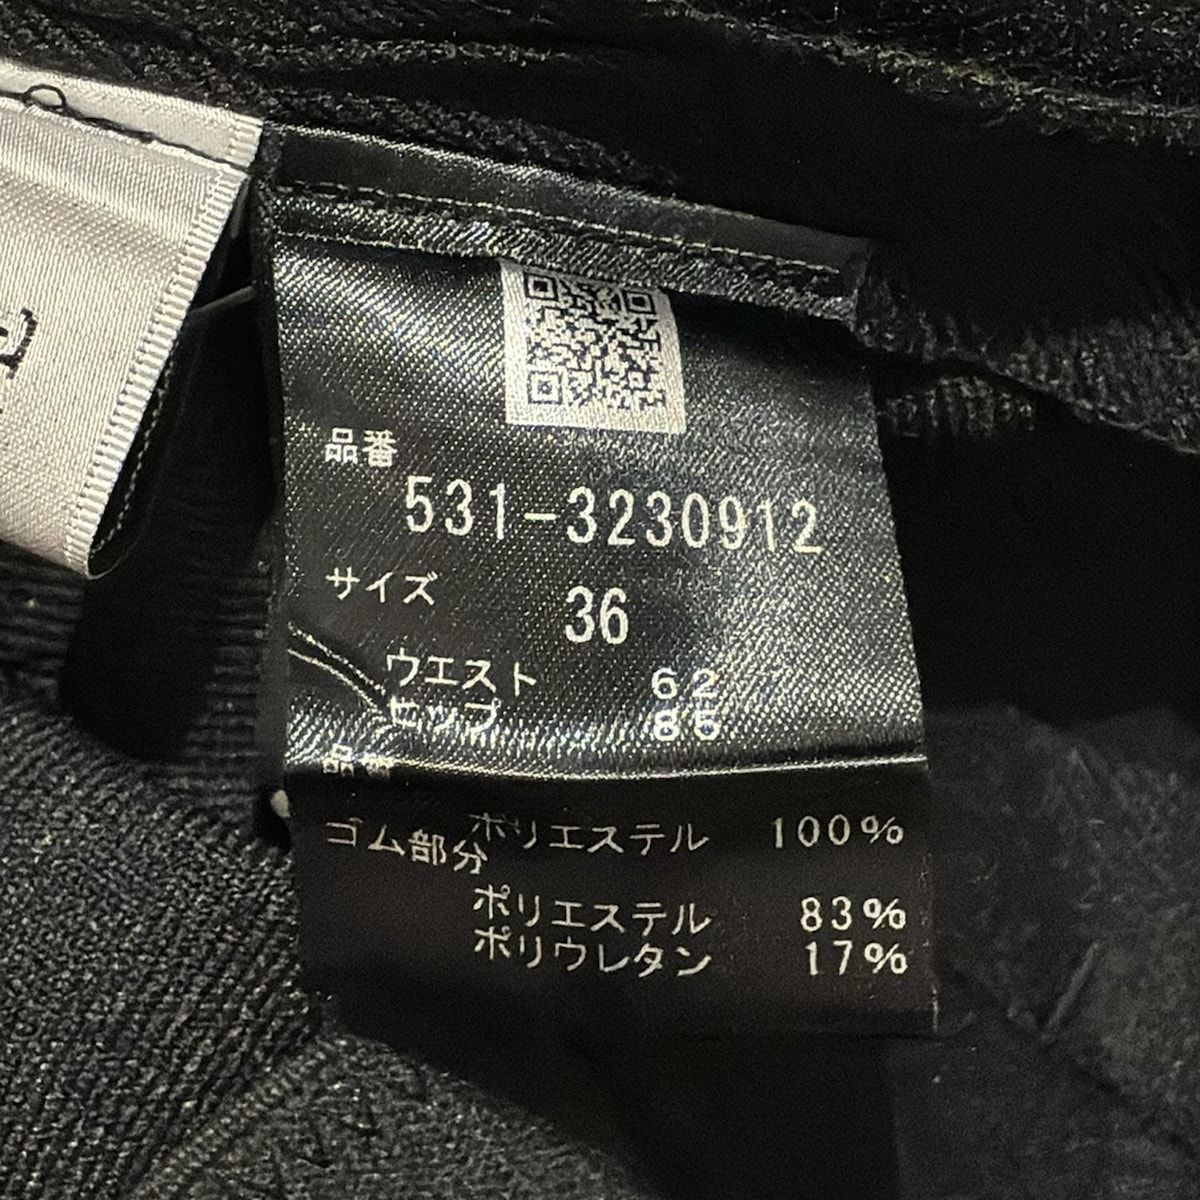 品番
531-3230912
サイズ 36
ウエスト 62
ヒップ 85
ポリエステル 100%
ゴム部分
ポリエステル 83%
ポリウレタン 17%